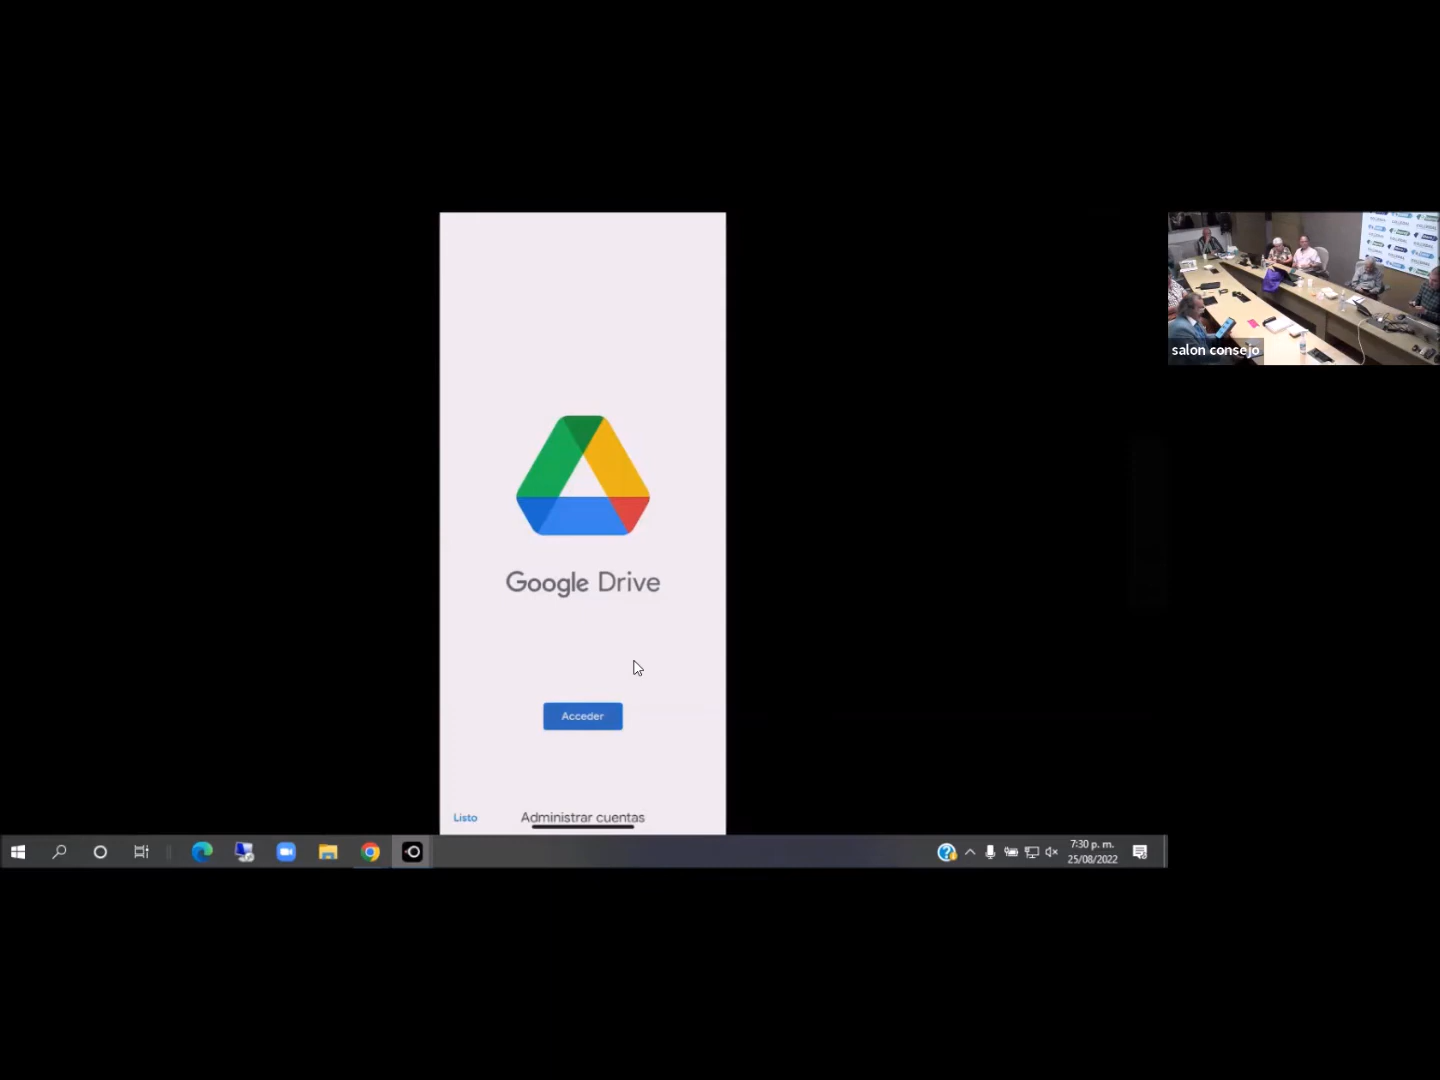 salon consejo
Google Drive
Acceder
Listo
Administrar cuentas
7:30 p. m.
25/08/2022